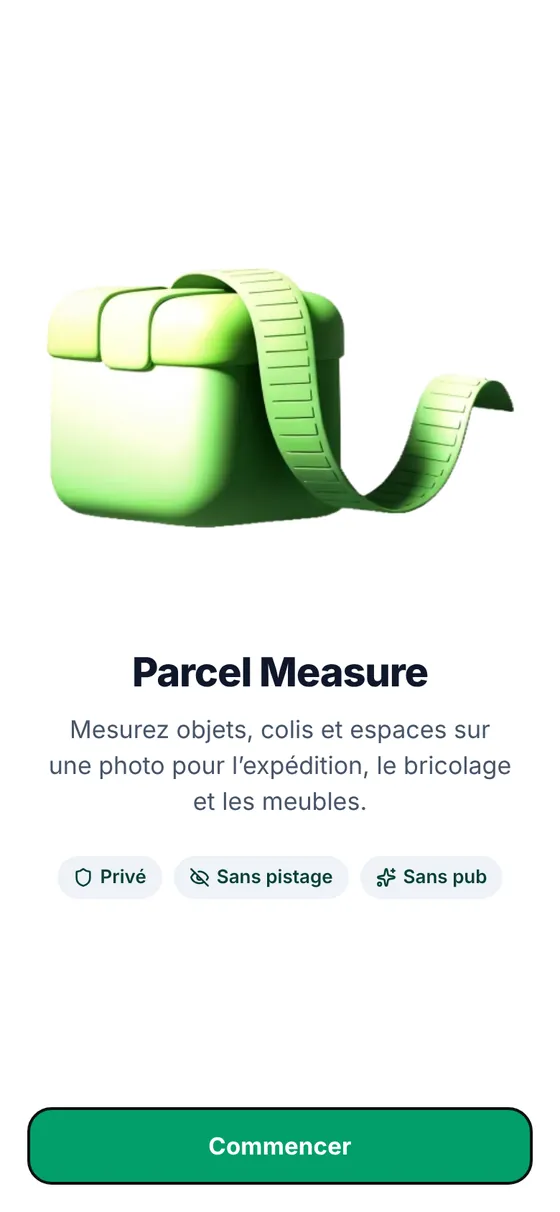 Parcel Measure
Mesurez objets, colis et espaces sur
une photo pour l’expédition, le bricolage
et les meubles.
Privé
Sans pistage
Sans pub
Commencer